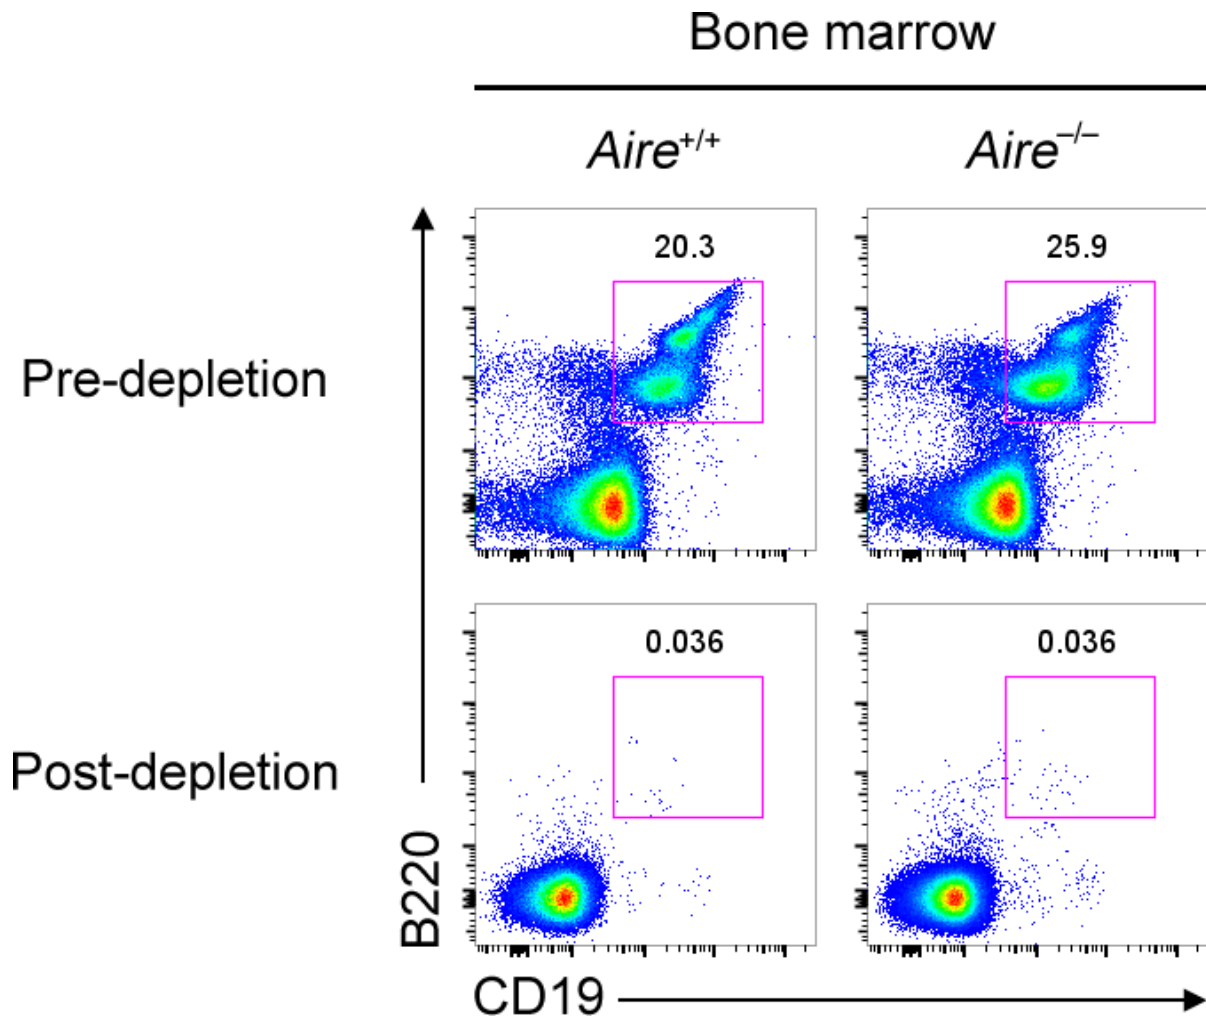 Bone marrow
Aire+/+ Aire–/–
Pre-depletion
20.3 25.9
Post-depletion
0.036 0.036
B220
CD19